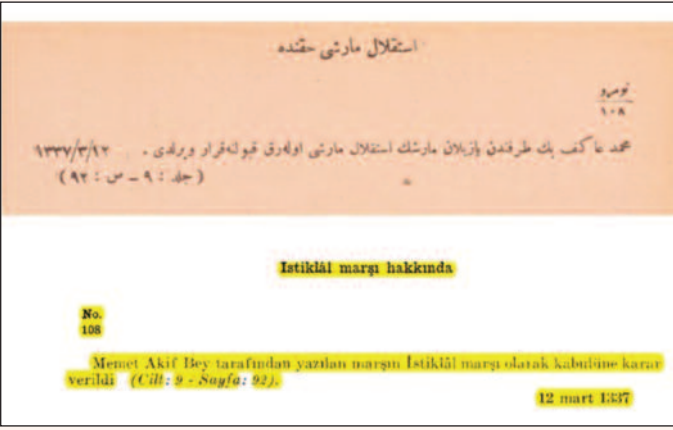 استقلال مارشی حقنده
نومرو
۱۰۸
محمد عاكف بك طرفندن یازیلان مارشك استقلال مارشی اوله‌رق قبولنه‌قرار ویرلدی . ۱۳۳۷/۳/۱۲
( جلد : ۹ – ص : ۹۲ )
Istiklâl marşı hakkında
No.
108
Memet Akif Bey tarafından yazılan marşın İstiklâl marşı olarak kabulüne karar
verildi (Cilt: 9 - Sayfa: 92).
12 mart 1337